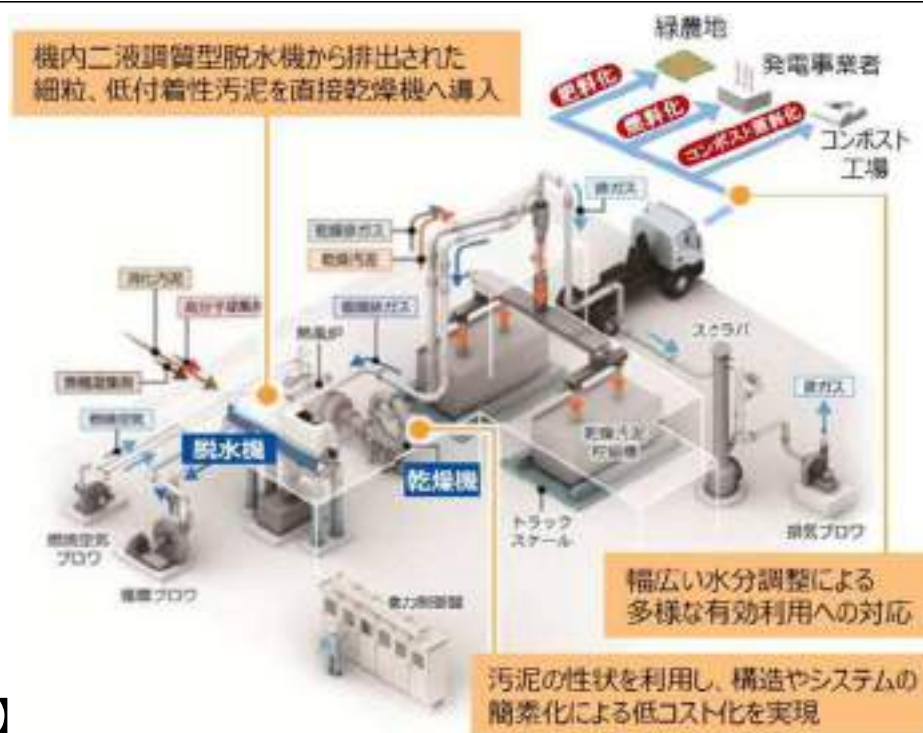 機内二液調質型脱水機から排出された
細粒、低付着性汚泥を直接乾燥機へ導入
緑農地
発電事業者
コンポスト
工場
肥料化
燃料化
コンポスト原料化
排ガス
乾燥排ガス
乾燥汚泥
循環排ガス
消化汚泥
高分子凝集剤
無機凝集剤
熱風炉
燃焼空気
脱水機
乾燥機
スクラバ
排ガス
乾燥汚泥
貯留槽
トラック
スケール
排気ブロワ
燃焼空気
ブロワ
循環ブロワ
動力制御盤
幅広い水分調整による
多様な有効利用への対応
汚泥の性状を利用し、構造やシステムの
簡素化による低コスト化を実現
】